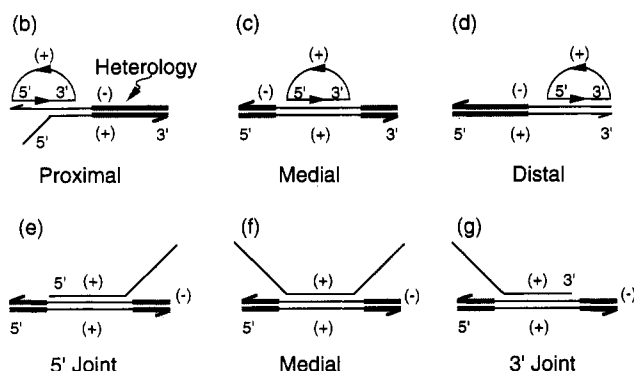 (b) (c) (d)
(+) (+) (+)
Heterology
5' 3' (-) (-) 5' 3' (-) 5' 3'
5' (+) 3' 5' (+) 3' 5' (+) 3'
Proximal Medial Distal
(e) (f) (g)
5' (+) (+) (+) 3'
(-) (-) (-)
5' (+) 5' (+) 5' (+)
5' Joint Medial 3' Joint